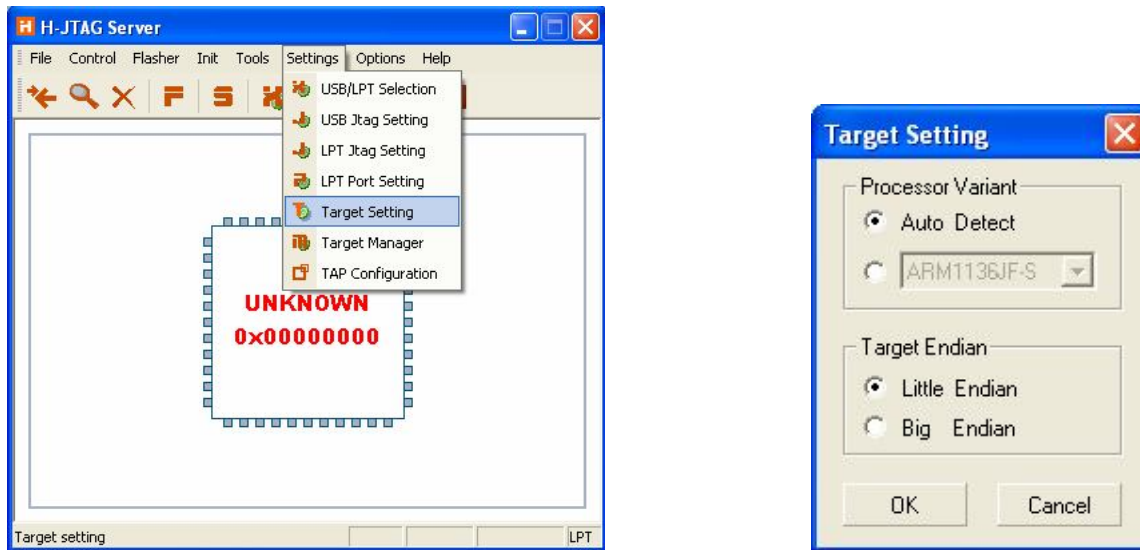 H-JTAG Server
File Control Flasher Init Tools Settings Options Help
USB/LPT Selection
USB Jtag Setting
LPT Jtag Setting
LPT Port Setting
Target Setting
Target Manager
TAP Configuration
UNKNOWN
0x00000000
Target setting LPT
Target Setting
Processor Variant
Auto Detect
ARM1136JF-S
Target Endian
Little Endian
Big Endian
OK Cancel